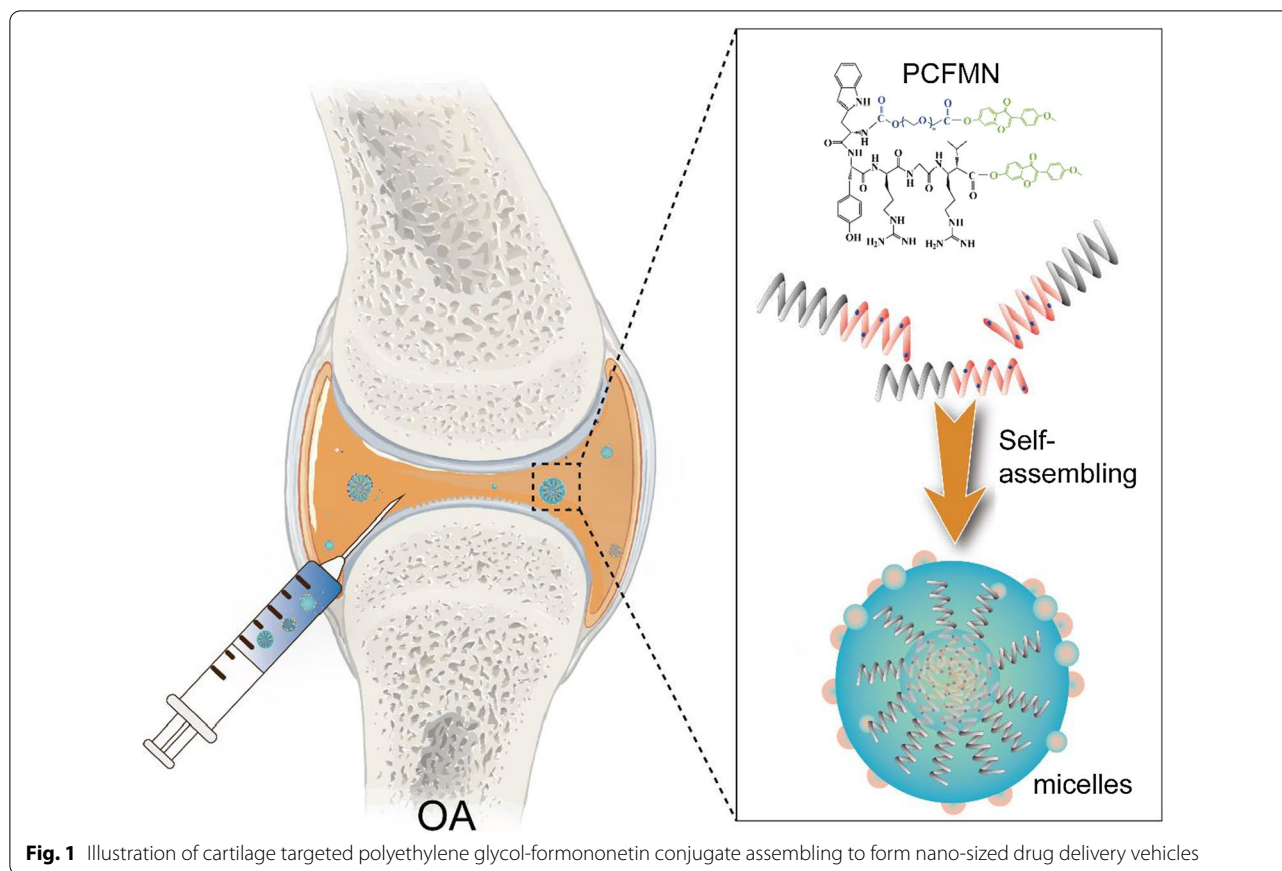 PCFMN
Self-
assembling
micelles
OA
Fig. 1 Illustration of cartilage targeted polyethylene glycol-formononetin conjugate assembling to form nano-sized drug delivery vehicles